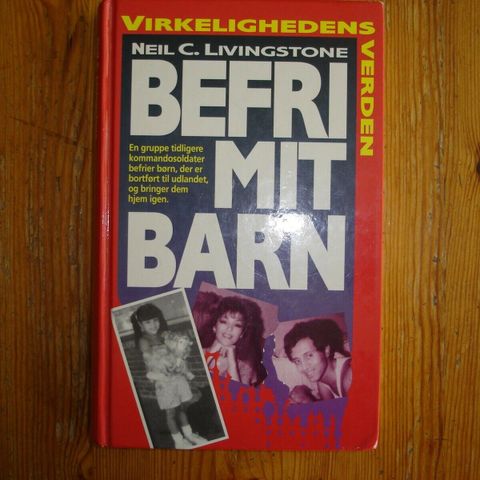 VIRKELIGHEDENS
VERDEN
NEIL C. LIVINGSTONE
BEFRI
MIT
BARN
En gruppe tidligere
kommandosoldater
befrier børn, der er
bortført til udlandet,
og bringer dem
hjem igen.